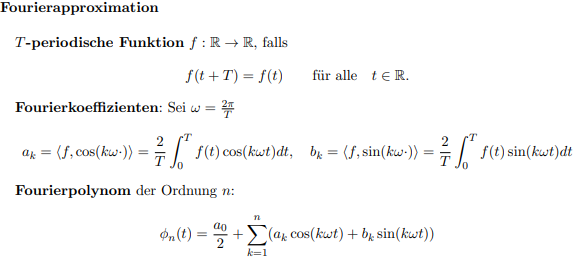 Fourierapproximation
T-periodische Funktion f : ℝ → ℝ, falls
f(t + T) = f(t) für alle t ∈ ℝ.
Fourierkoeffizienten: Sei ω = 2π/T
a_k = ⟨f, cos(kω·)⟩ = 2/T ∫_0^T f(t) cos(kωt)dt, b_k = ⟨f, sin(kω·)⟩ = 2/T ∫_0^T f(t) sin(kωt)dt
Fourierpolynom der Ordnung n:
ϕ_n(t) = a_0/2 + ∑_{k=1}^n (a_k cos(kωt) + b_k sin(kωt))